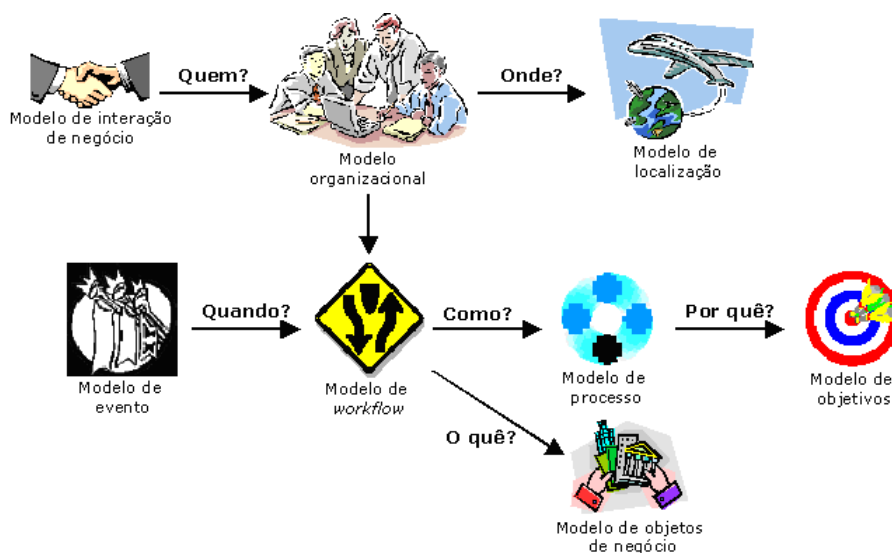 Quem?
Onde?
Modelo de interação
de negócio
Modelo
organizacional
Modelo de
localização
Quando?
Como?
Por quê?
Modelo de
evento
Modelo de
workflow
Modelo de
processo
Modelo de
objetivos
O quê?
Modelo de objetos
de negócio